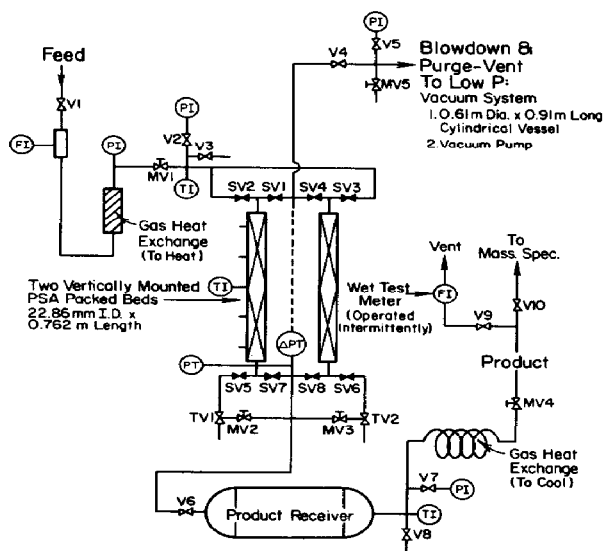 Feed
V1
FI
PI
MV1
PI
V2
V3
TI
Gas Heat
Exchange
(To Heat)
V4
PI
V5
MV5
Blowdown &
Purge-Vent
To Low P:
Vacuum System
1. 0.61m Dia. x 0.91m Long
Cylindrical Vessel
2. Vacuum Pump
SV2
SV1
SV4
SV3
Two Vertically Mounted
PSA Packed Beds
22.86 mm I.D. x
0.762 m Length
TI
ΔPT
PT
SV5
SV7
SV8
SV6
TV1
MV2
MV3
TV2
Vent
To
Mass. Spec.
Wet Test
Meter
(Operated
Intermittently)
FI
V9
V10
Product
MV4
Gas Heat
Exchange
(To Cool)
V6
Product Receiver
V7
PI
TI
V8